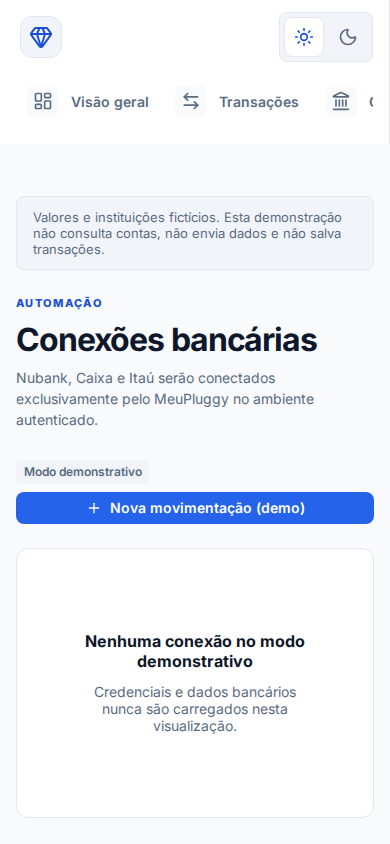 Visão geral
Transações
Valores e instituições fictícios. Esta demonstração
não consulta contas, não envia dados e não salva
transações.
AUTOMAÇÃO
Conexões bancárias
Nubank, Caixa e Itaú serão conectados
exclusivamente pelo MeuPluggy no ambiente
autenticado.
Modo demonstrativo
Nova movimentação (demo)
Nenhuma conexão no modo
demonstrativo
Credenciais e dados bancários
nunca são carregados nesta
visualização.